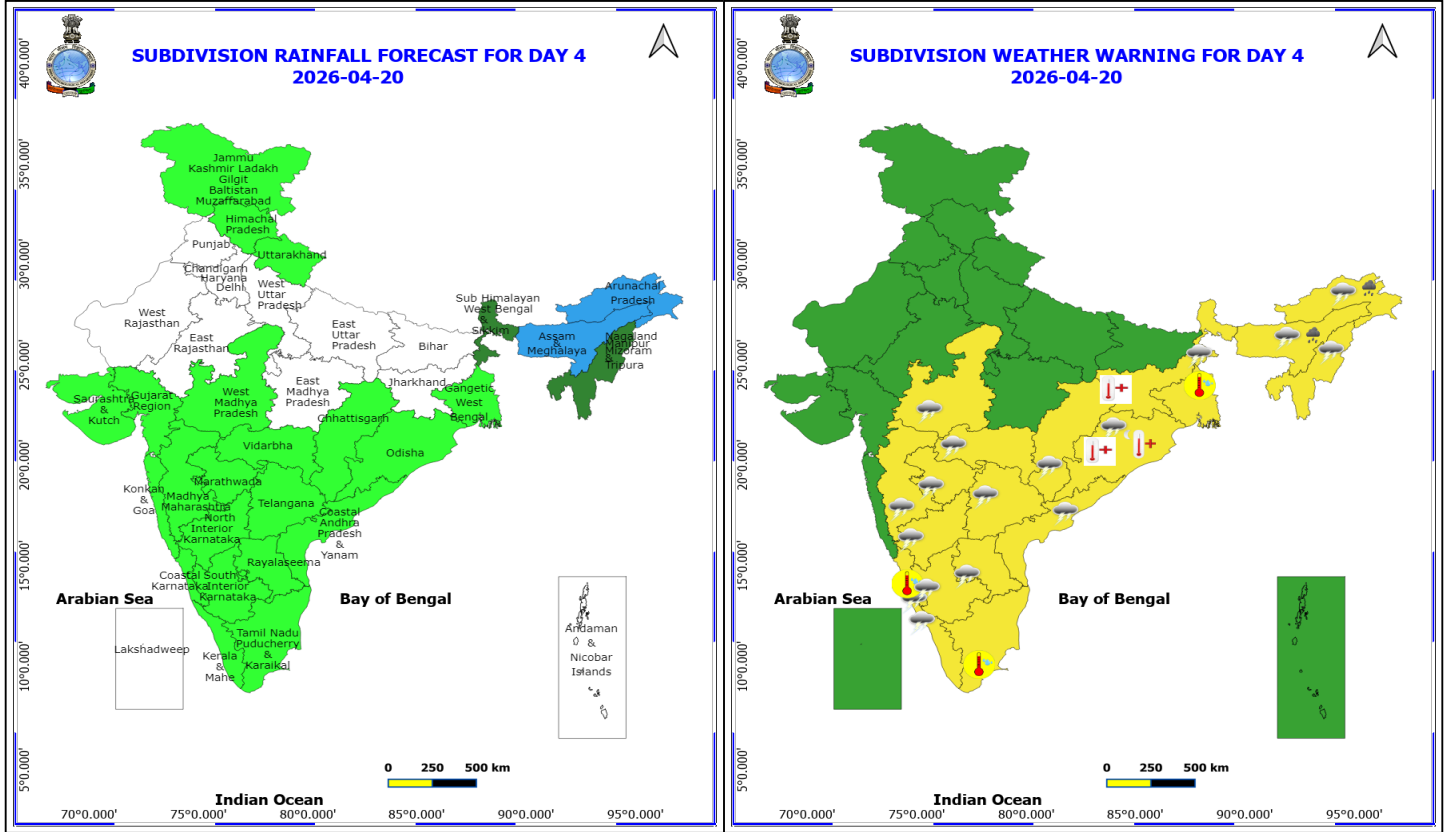 SUBDIVISION RAINFALL FORECAST FOR DAY 4
2026-04-20
40°0.000'
35°0.000'
30°0.000'
25°0.000'
20°0.000'
15°0.000'
10°0.000'
5°0.000'
Jammu
Kashmir Ladakh
Gilgit
Baltistan
Muzaffarabad
Himachal
Pradesh
Punjab
Uttarakhand
Chandigarh
Haryana
Delhi
West
Uttar
Pradesh
West
Rajasthan
East
Rajasthan
East
Uttar
Pradesh
Bihar
Sub Himalayan
West Bengal
&
Sikkim
Arunachal
Pradesh
Assam
&
Meghalaya
Nagaland
Manipur
Mizoram
&
Tripura
Saurashtra
&
Kutch
Gujarat
Region
West
Madhya
Pradesh
East
Madhya
Pradesh
Jharkhand
Gangetic
West
Bengal
Chhattisgarh
Vidarbha
Odisha
Konkan
&
Goa
Marathwada
Madhya
Maharashtra
Telangana
North
Interior
Karnataka
Coastal
Andhra
Pradesh
&
Yanam
Rayalaseema
Coastal
Karnataka
South
Interior
Karnataka
Arabian Sea
Bay of Bengal
Lakshadweep
Kerala
&
Mahe
Tamil Nadu
Puducherry
&
Karaikal
Andaman
&
Nicobar
Islands
0 250 500 km
Indian Ocean
70°0.000' 75°0.000' 80°0.000' 85°0.000' 90°0.000' 95°0.000'
SUBDIVISION WEATHER WARNING FOR DAY 4
2026-04-20
40°0.000'
35°0.000'
30°0.000'
25°0.000'
20°0.000'
15°0.000'
10°0.000'
5°0.000'
Arabian Sea
Bay of Bengal
0 250 500 km
Indian Ocean
70°0.000' 75°0.000' 80°0.000' 85°0.000' 90°0.000' 95°0.000'